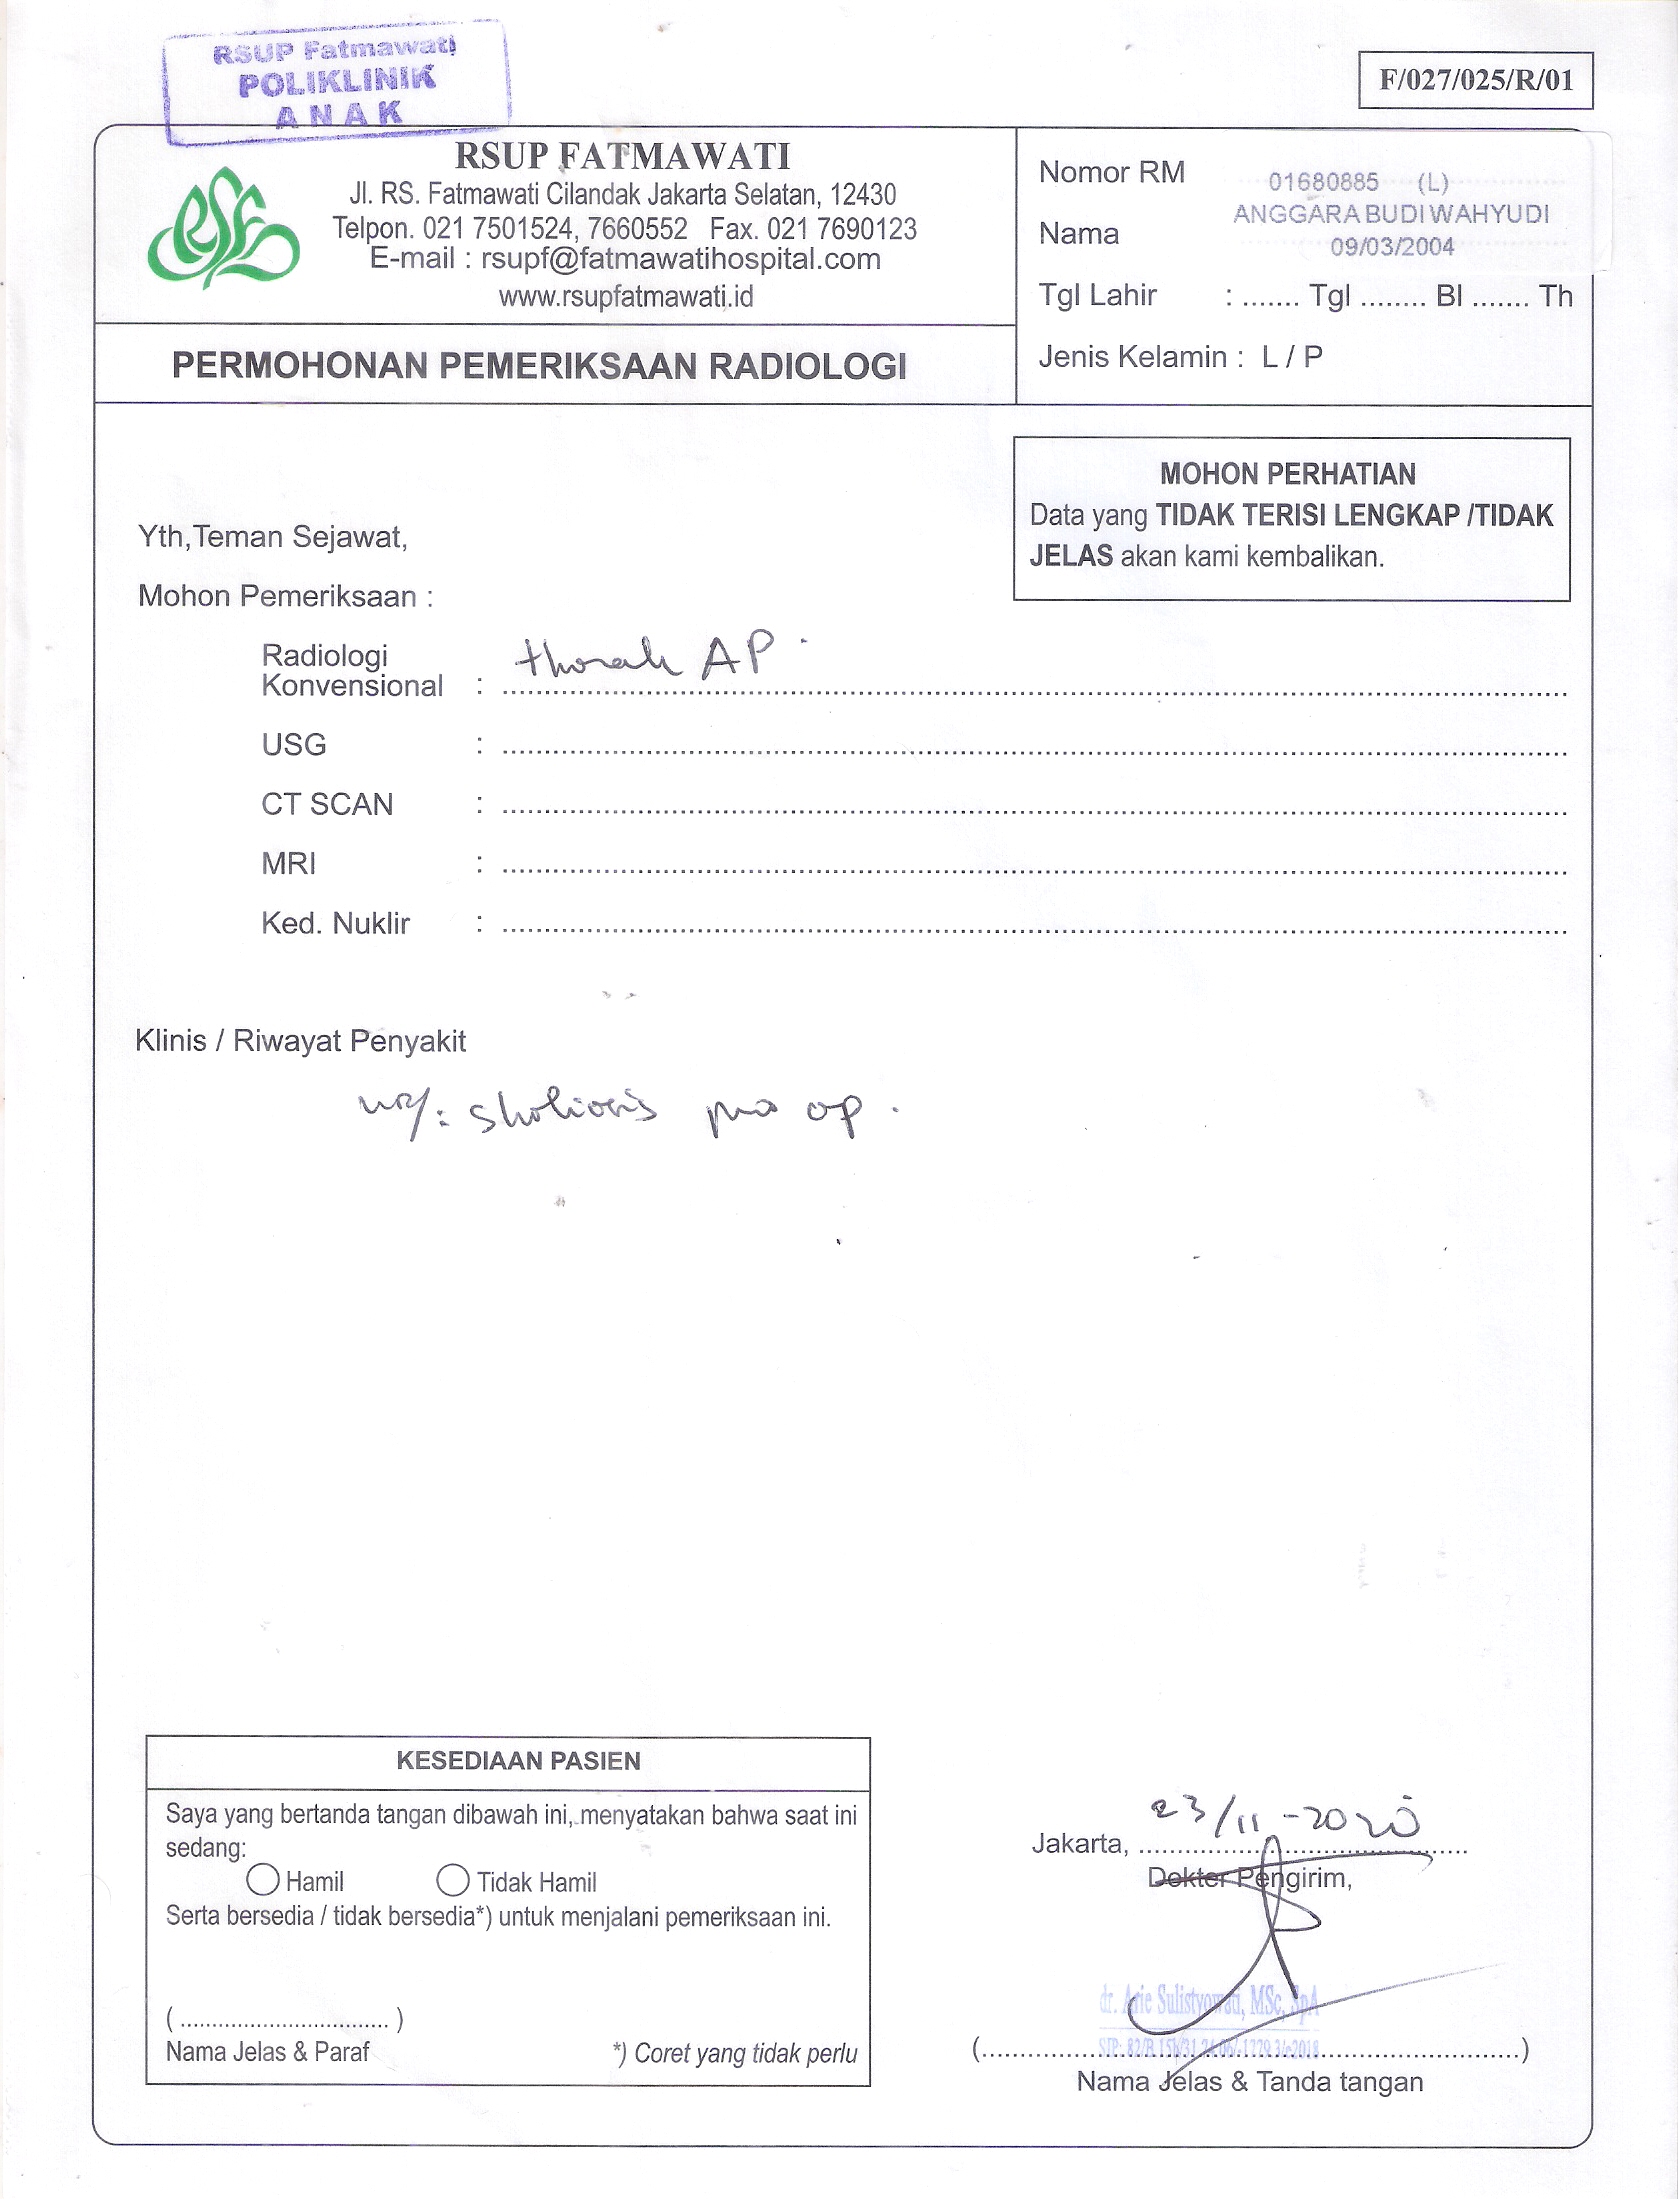 RSUP Fatmawati
POLIKLINIK
ANAK
F/027/025/R/01
RSUP FATMAWATI
Jl. RS. Fatmawati Cilandak Jakarta Selatan, 12430
Telpon. 021 7501524, 7660552 Fax. 021 7690123
E-mail : rsupf@fatmawatihospital.com
www.rsupfatmawati.id
PERMOHONAN PEMERIKSAAN RADIOLOGI
Nomor RM 01680885 (L)
ANGGARA BUDI WAHYUDI
Nama
09/03/2004
Tgl Lahir : ....... Tgl ........ Bl ....... Th
Jenis Kelamin : L / P
MOHON PERHATIAN
Data yang TIDAK TERISI LENGKAP /TIDAK
JELAS akan kami kembalikan.
Yth,Teman Sejawat,
Mohon Pemeriksaan :
Radiologi
Konvensional : thorak AP
USG :
CT SCAN :
MRI :
Ked. Nuklir :
Klinis / Riwayat Penyakit
skoliosis pro op.
KESEDIAAN PASIEN
Saya yang bertanda tangan dibawah ini, menyatakan bahwa saat ini
sedang:
Hamil Tidak Hamil
Serta bersedia / tidak bersedia*) untuk menjalani pemeriksaan ini.
( ................................. )
Nama Jelas & Paraf *) Coret yang tidak perlu
Jakarta, 23/11-2020
Dokter Pengirim,
dr. Arie Sulistyowati, MSc, SpA
(...............................................................................)
Nama Jelas & Tanda tangan